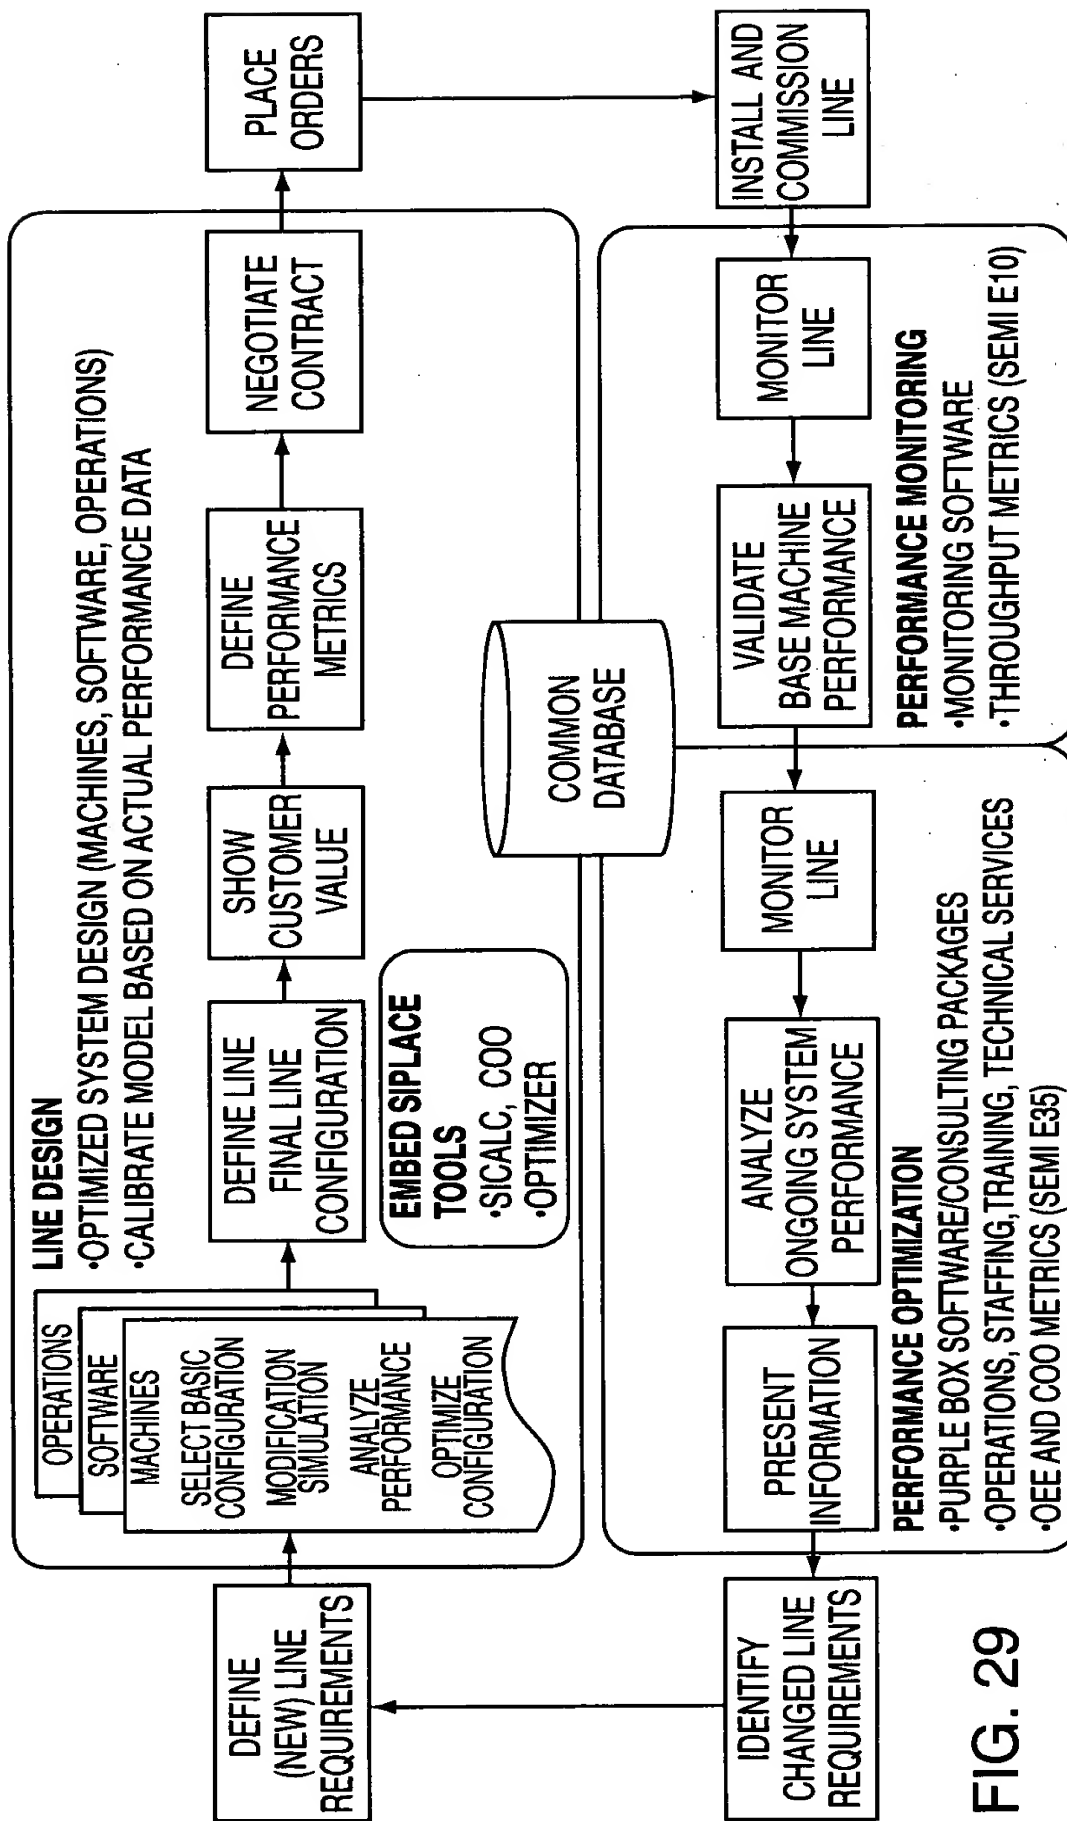 LINE DESIGN
•OPTIMIZED SYSTEM DESIGN (MACHINES, SOFTWARE, OPERATIONS)
•CALIBRATE MODEL BASED ON ACTUAL PERFORMANCE DATA
DEFINE
(NEW) LINE
REQUIREMENTS
OPERATIONS
SOFTWARE
MACHINES
SELECT BASIC
CONFIGURATION
MODIFICATION
SIMULATION
ANALYZE
PERFORMANCE
OPTIMIZE
CONFIGURATION
DEFINE LINE
FINAL LINE
CONFIGURATION
SHOW
CUSTOMER
VALUE
DEFINE
PERFORMANCE
METRICS
NEGOTIATE
CONTRACT
PLACE
ORDERS
EMBED SIPLACE
TOOLS
•SICALC, COO
•OPTIMIZER
COMMON
DATABASE
IDENTIFY
CHANGED LINE
REQUIREMENTS
PRESENT
INFORMATION
ANALYZE
ONGOING SYSTEM
PERFORMANCE
MONITOR
LINE
VALIDATE
BASE MACHINE
PERFORMANCE
MONITOR
LINE
INSTALL AND
COMMISSION
LINE
PERFORMANCE OPTIMIZATION
•PURPLE BOX SOFTWARE/CONSULTING PACKAGES
•OPERATIONS, STAFFING,TRAINING, TECHNICAL SERVICES
•OEE AND COO METRICS (SEMI E35)
PERFORMANCE MONITORING
•MONITORING SOFTWARE
•THROUGHPUT METRICS (SEMI E10)
FIG. 29